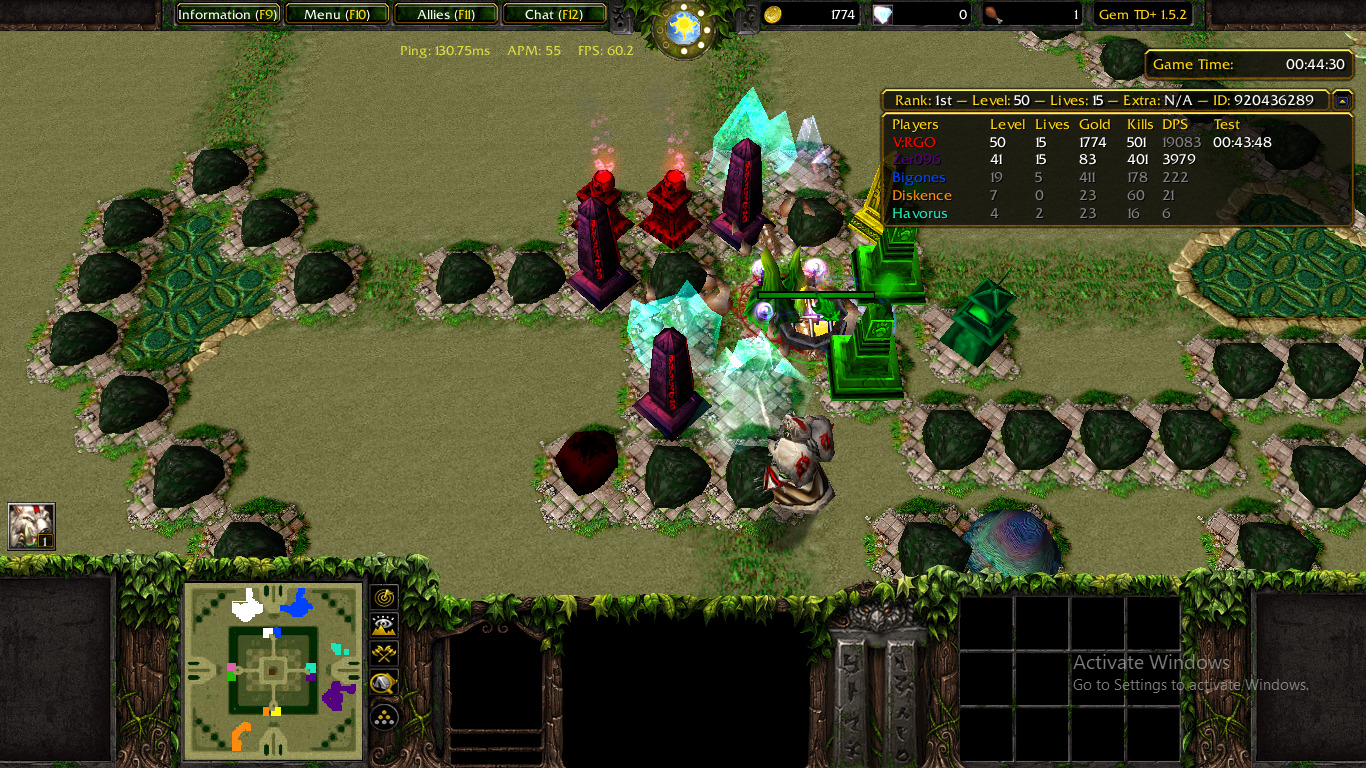 Information (F9) Menu (F10) Allies (F11) Chat (F12) 1774 0 1 Gem TD+ 1.5.2
Ping: 130.75ms APM: 55 FPS: 60.2
Game Time: 00:44:30
Rank: 1st — Level: 50 — Lives: 15 — Extra: N/A — ID: 920436289
Players Level Lives Gold Kills DPS Test
V:RGO 50 15 1774 501 19083 00:43:48
Zer096 41 15 83 401 3979
Bigones 19 5 411 178 222
Diskence 7 0 23 60 21
Havorus 4 2 23 16 6
1
Activate Windows
Go to Settings to activate Windows.